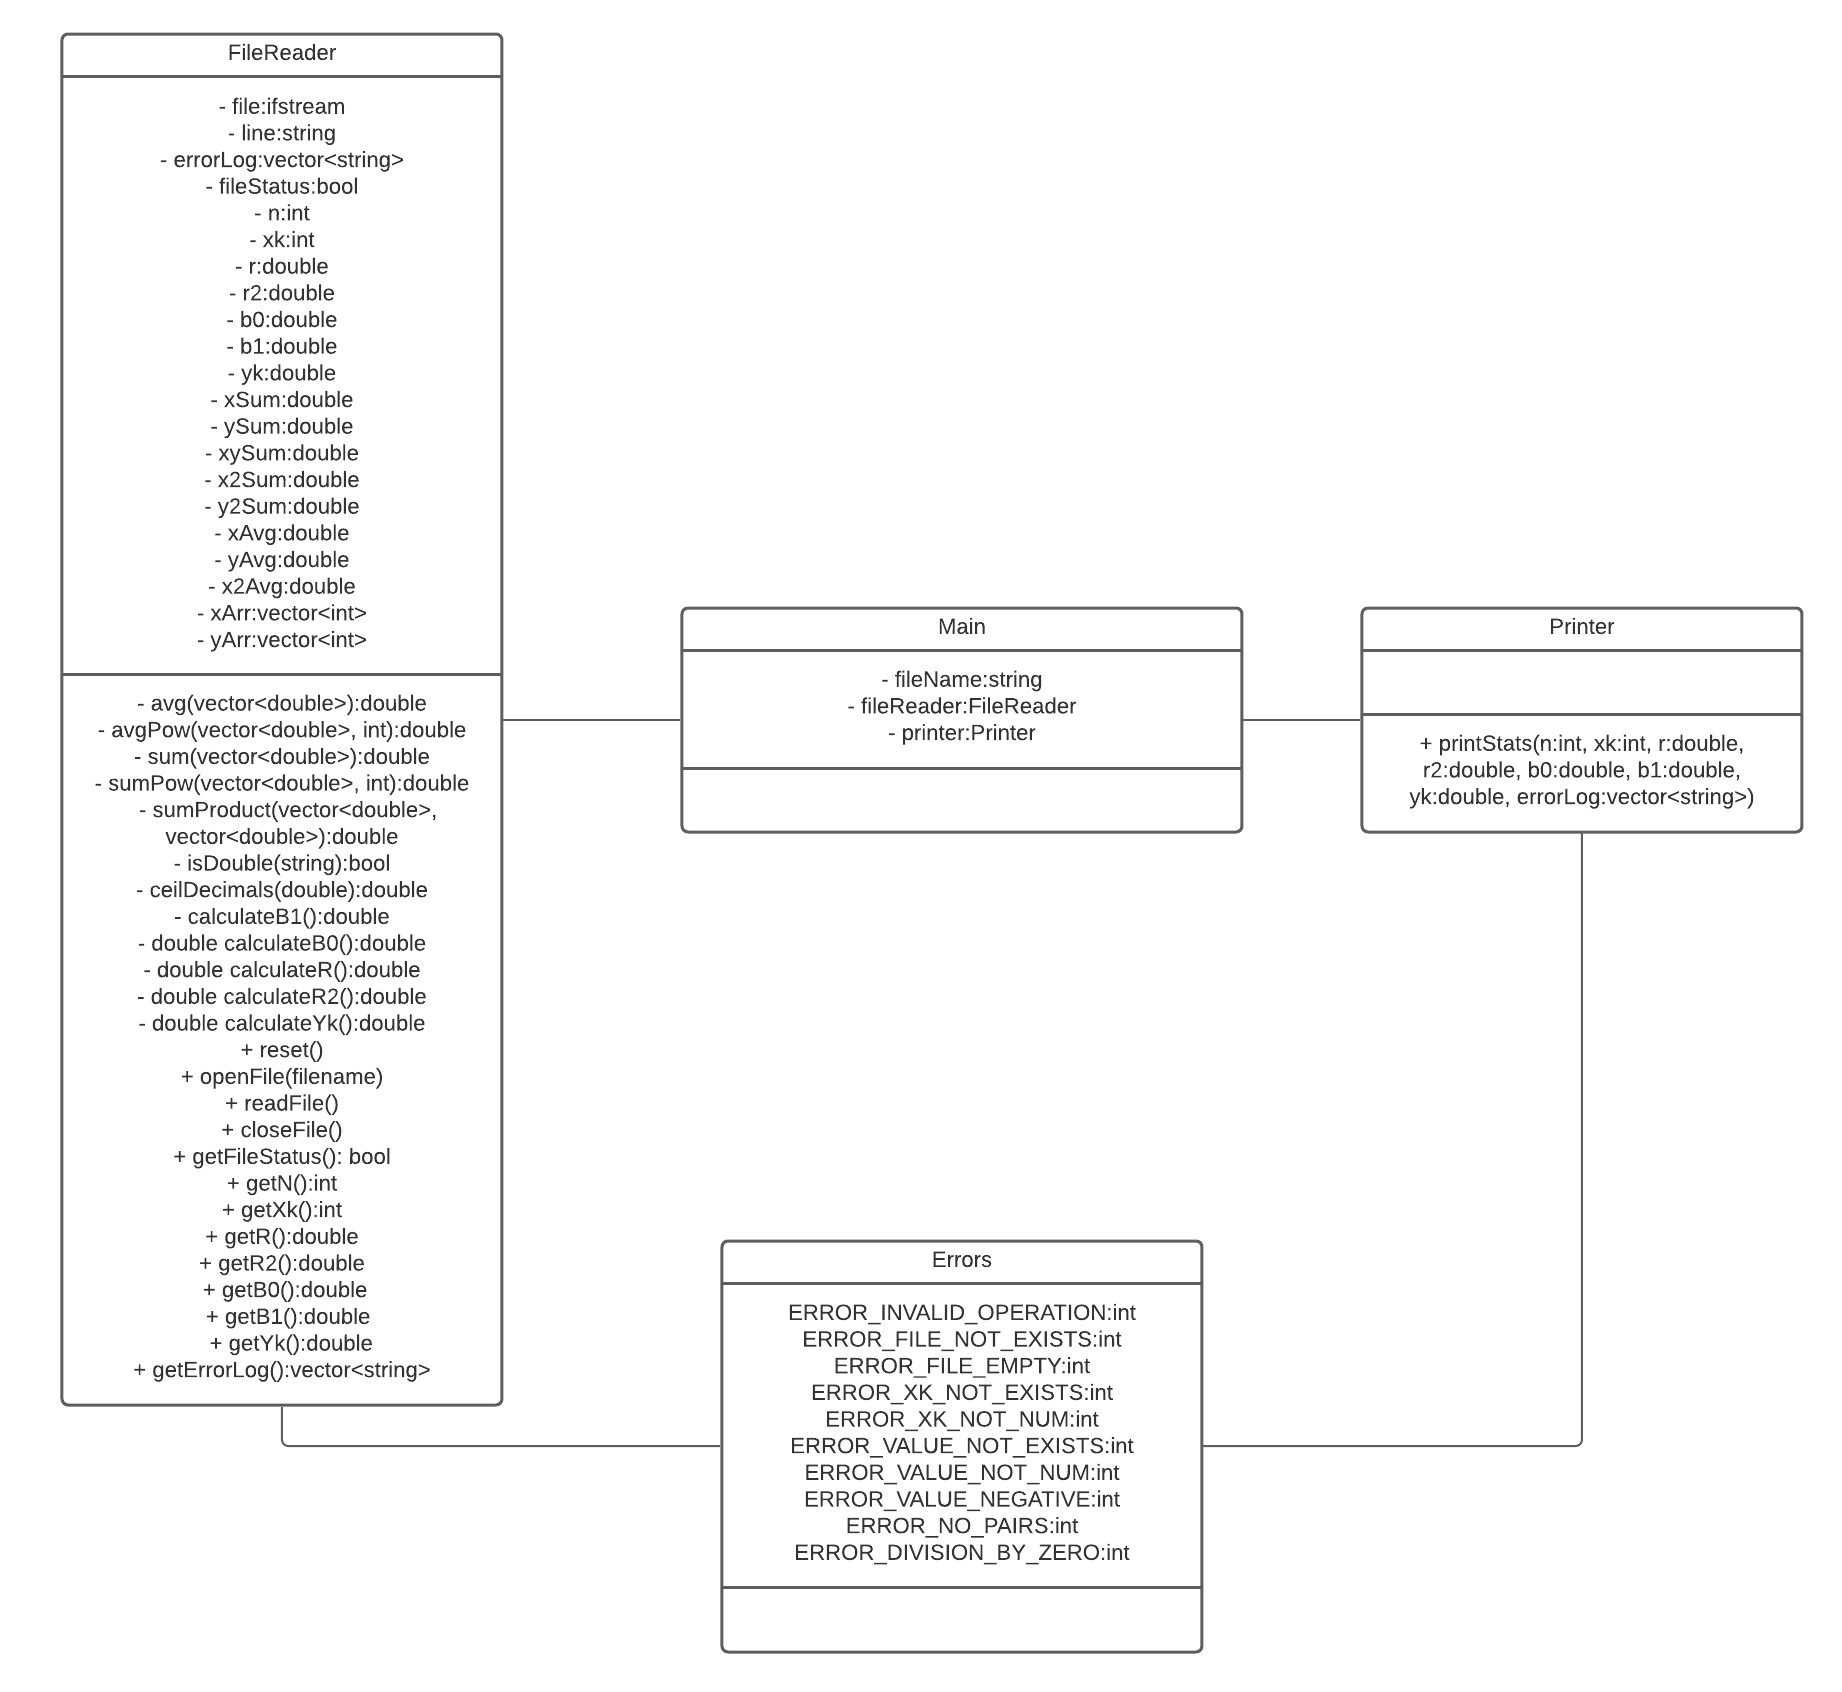 FileReader
- file:ifstream
- line:string
- errorLog:vector<string>
- fileStatus:bool
- n:int
- xk:int
- r:double
- r2:double
- b0:double
- b1:double
- yk:double
- xSum:double
- ySum:double
- xySum:double
- x2Sum:double
- y2Sum:double
- xAvg:double
- yAvg:double
- x2Avg:double
- xArr:vector<int>
- yArr:vector<int>
- avg(vector<double>):double
- avgPow(vector<double>, int):double
- sum(vector<double>):double
- sumPow(vector<double>, int):double
- sumProduct(vector<double>,
vector<double>):double
- isDouble(string):bool
- ceilDecimals(double):double
- calculateB1():double
- double calculateB0():double
- double calculateR():double
- double calculateR2():double
- double calculateYk():double
+ reset()
+ openFile(filename)
+ readFile()
+ closeFile()
+ getFileStatus(): bool
+ getN():int
+ getXk():int
+ getR():double
+ getR2():double
+ getB0():double
+ getB1():double
+ getYk():double
+ getErrorLog():vector<string>
Main
- fileName:string
- fileReader:FileReader
- printer:Printer
Printer
+ printStats(n:int, xk:int, r:double,
r2:double, b0:double, b1:double,
yk:double, errorLog:vector<string>)
Errors
ERROR_INVALID_OPERATION:int
ERROR_FILE_NOT_EXISTS:int
ERROR_FILE_EMPTY:int
ERROR_XK_NOT_EXISTS:int
ERROR_XK_NOT_NUM:int
ERROR_VALUE_NOT_EXISTS:int
ERROR_VALUE_NOT_NUM:int
ERROR_VALUE_NEGATIVE:int
ERROR_NO_PAIRS:int
ERROR_DIVISION_BY_ZERO:int